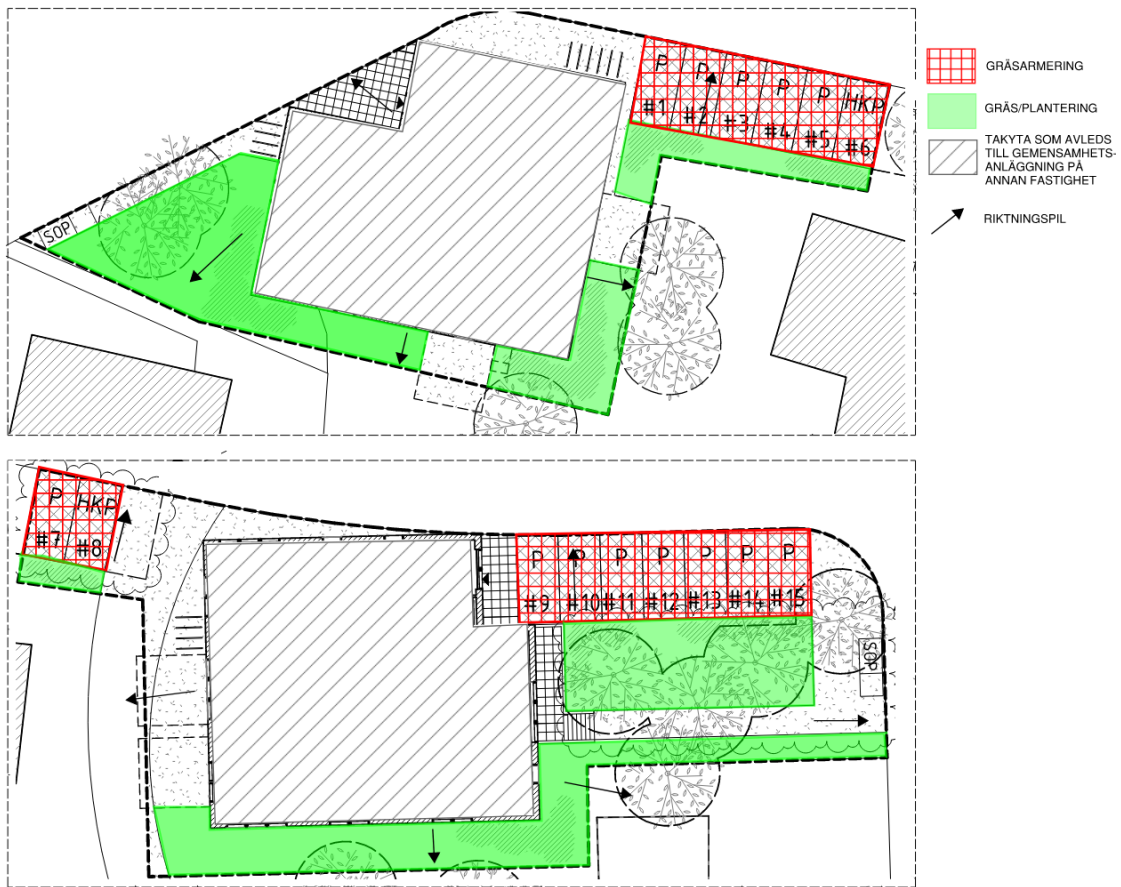 P P P P P HKP
#1 #2 #3 #4 #5 #6
SOP
GRÄSARMERING
GRÄS/PLANTERING
TAKYTA SOM AVLEDS
TILL GEMENSAMHETS-
ANLÄGGNING PÅ
ANNAN FASTIGHET
RIKTNINGSPIL
P HKP
#7 #8
P P P P P P P
#9 #10 #11 #12 #13 #14 #15
SOP